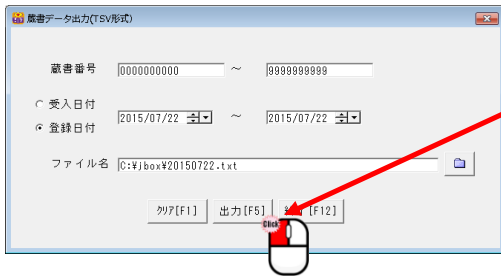 蔵書データ出力(TSV形式)
蔵書番号 0000000000 ～ 9999999999
受入日付
登録日付
2015/07/22 ～ 2015/07/22
ファイル名 C:¥jbox¥20150722.txt
クリア[F1] 出力[F5] [F12]
Click